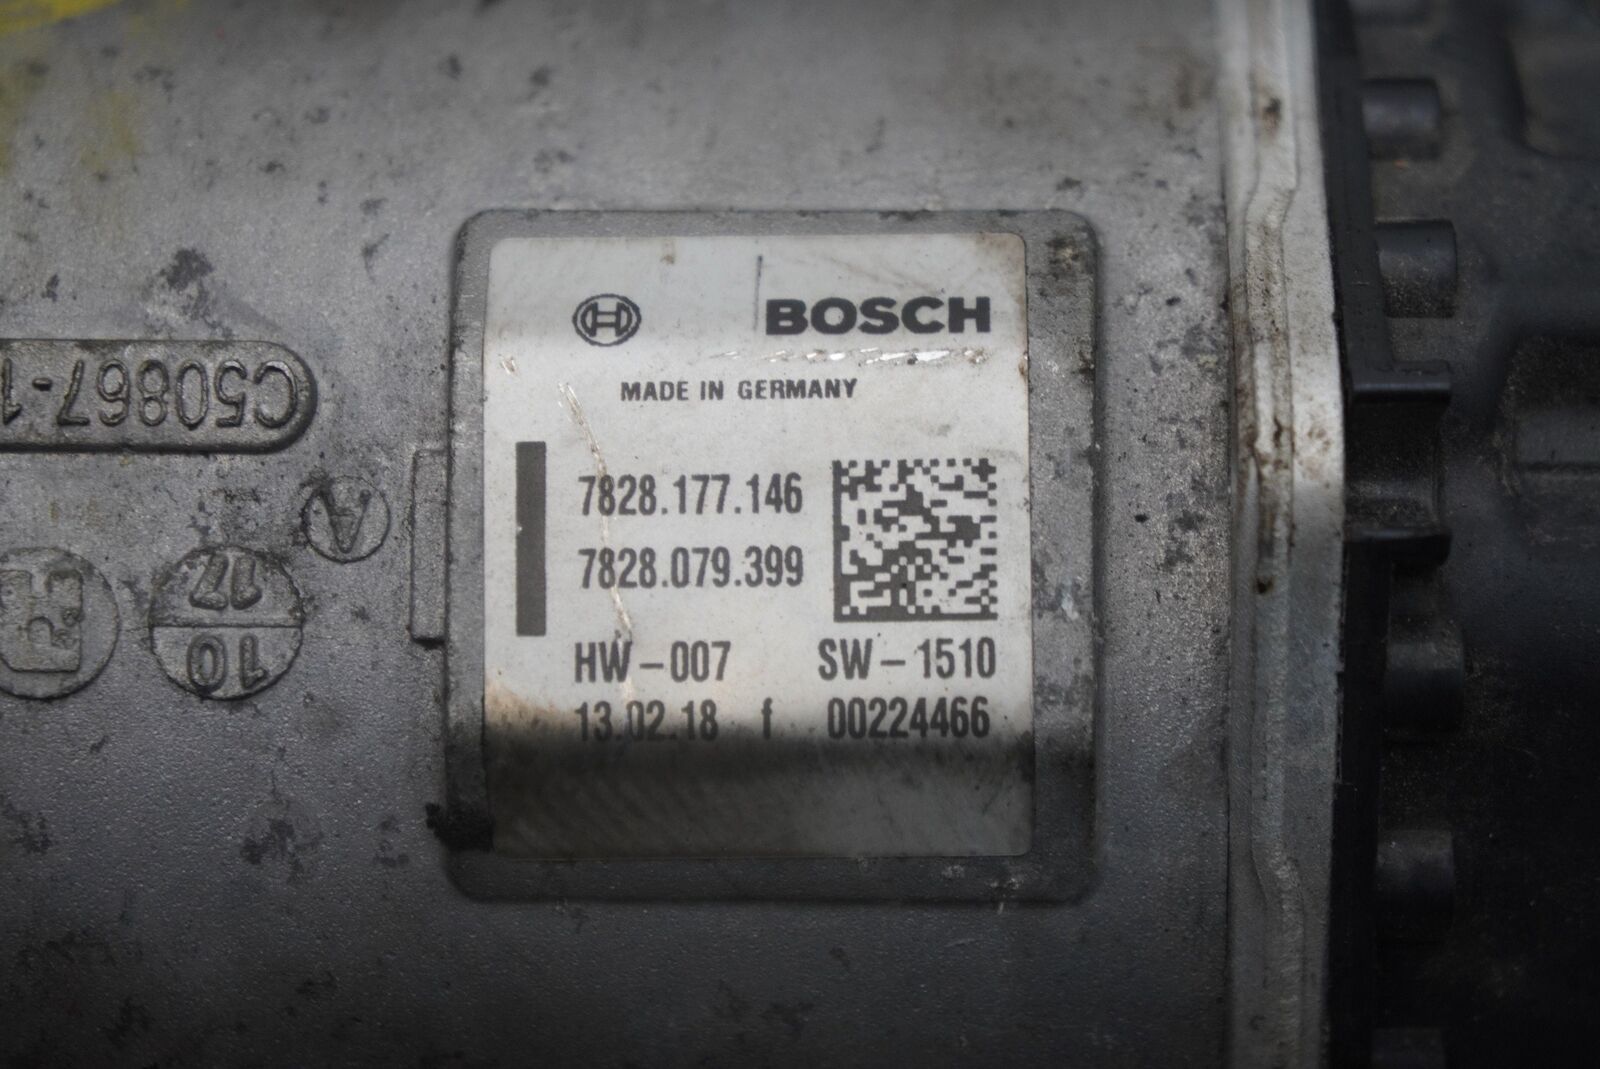 BOSCH
MADE IN GERMANY
7828.177.146
7828.079.399
HW-007 SW-1510
13.02.18 f 00224466
C50867-1
A
17
10